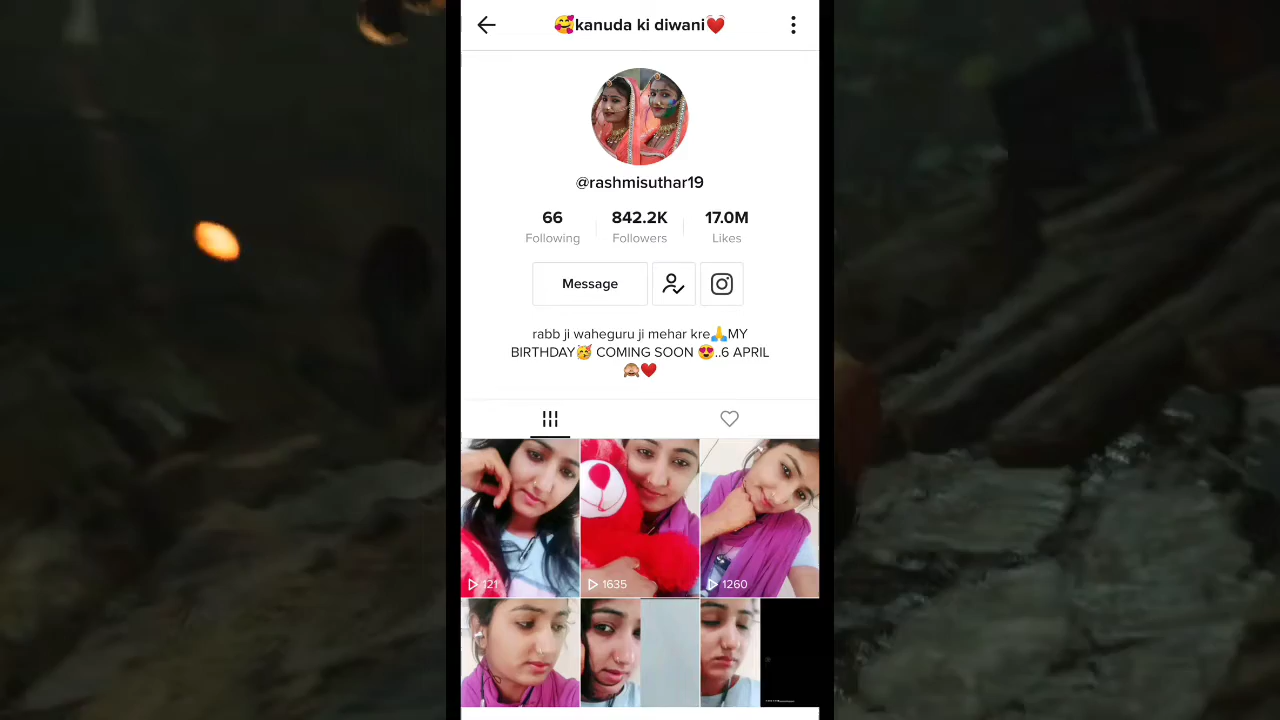 🥰kanuda ki diwani❤️
@rashmisuthar19
66 842.2K 17.0M
Following Followers Likes
Message
rabb ji waheguru ji mehar kre🙏MY
BIRTHDAY🥳 COMING SOON 😍..6 APRIL
🙈❤️
121 1635 1260